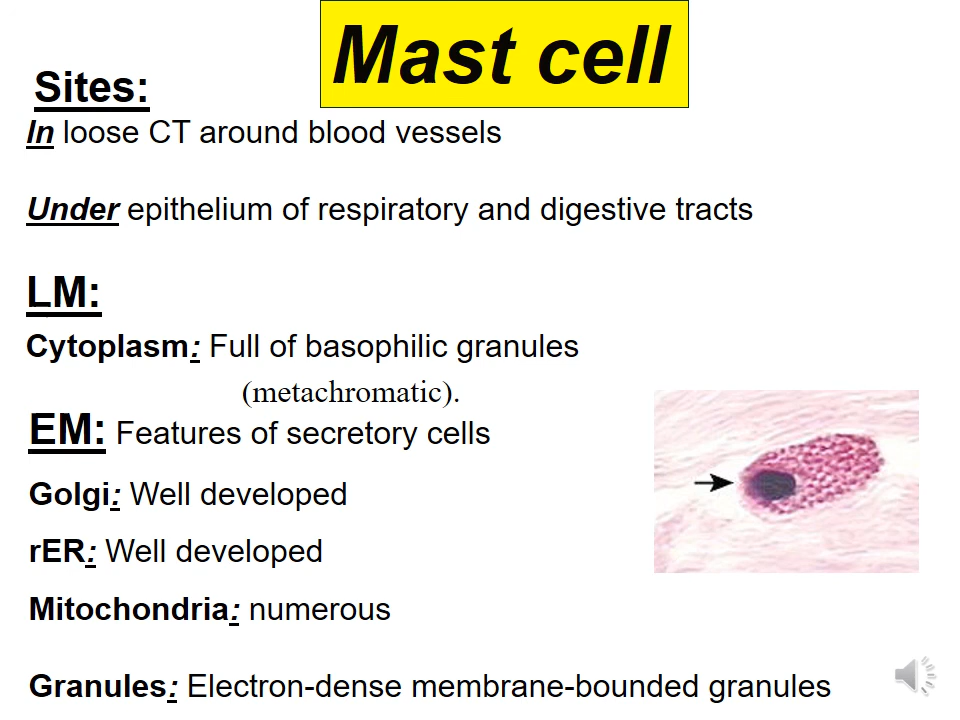 Mast cell
Sites:
In loose CT around blood vessels
Under epithelium of respiratory and digestive tracts
LM:
Cytoplasm: Full of basophilic granules
(metachromatic).
EM: Features of secretory cells
Golgi: Well developed
rER: Well developed
Mitochondria: numerous
Granules: Electron-dense membrane-bounded granules